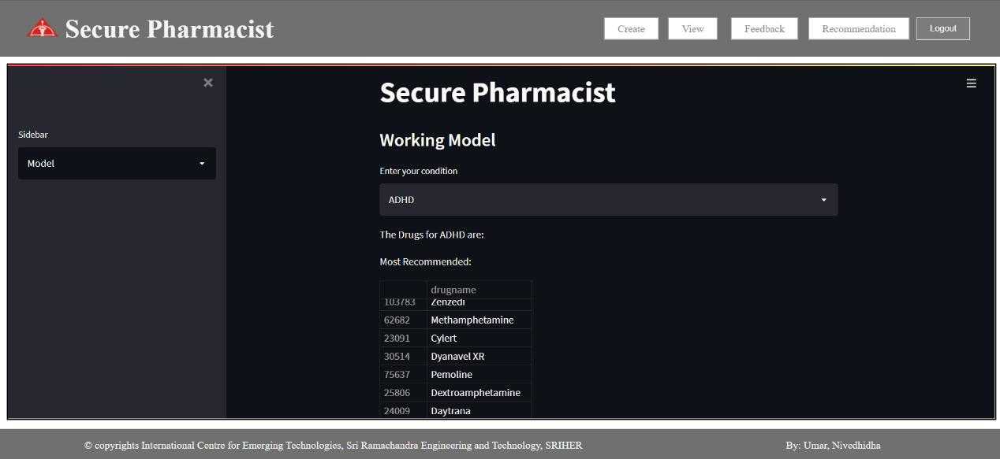 Secure Pharmacist
Create View Feedback Recommendation Logout
Secure Pharmacist
Sidebar
Working Model
Model
Enter your condition
ADHD
The Drugs for ADHD are:
Most Recommended:
drugname
103783 Zenzedi
62682 Methamphetamine
23091 Cylert
30514 Dyanavel XR
75637 Pemoline
25806 Dextroamphetamine
24009 Daytrana
© copyrights International Centre for Emerging Technologies, Sri Ramachandra Engineering and Technology, SRIHER
By: Umar, Nivedhidha